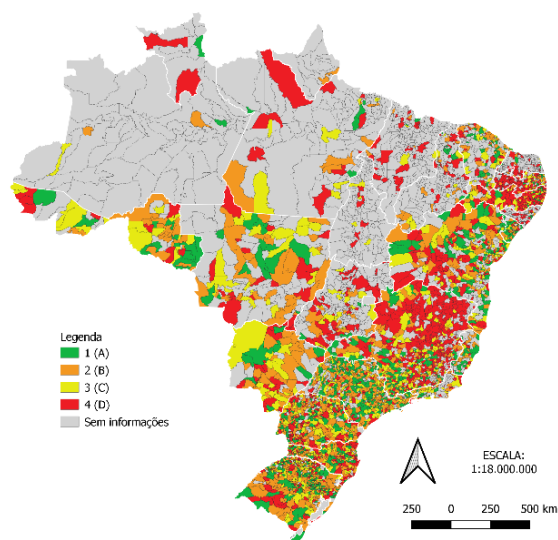 Legenda
1 (A)
2 (B)
3 (C)
4 (D)
Sem informações
ESCALA:
1:18.000.000
250 0 250 500 km